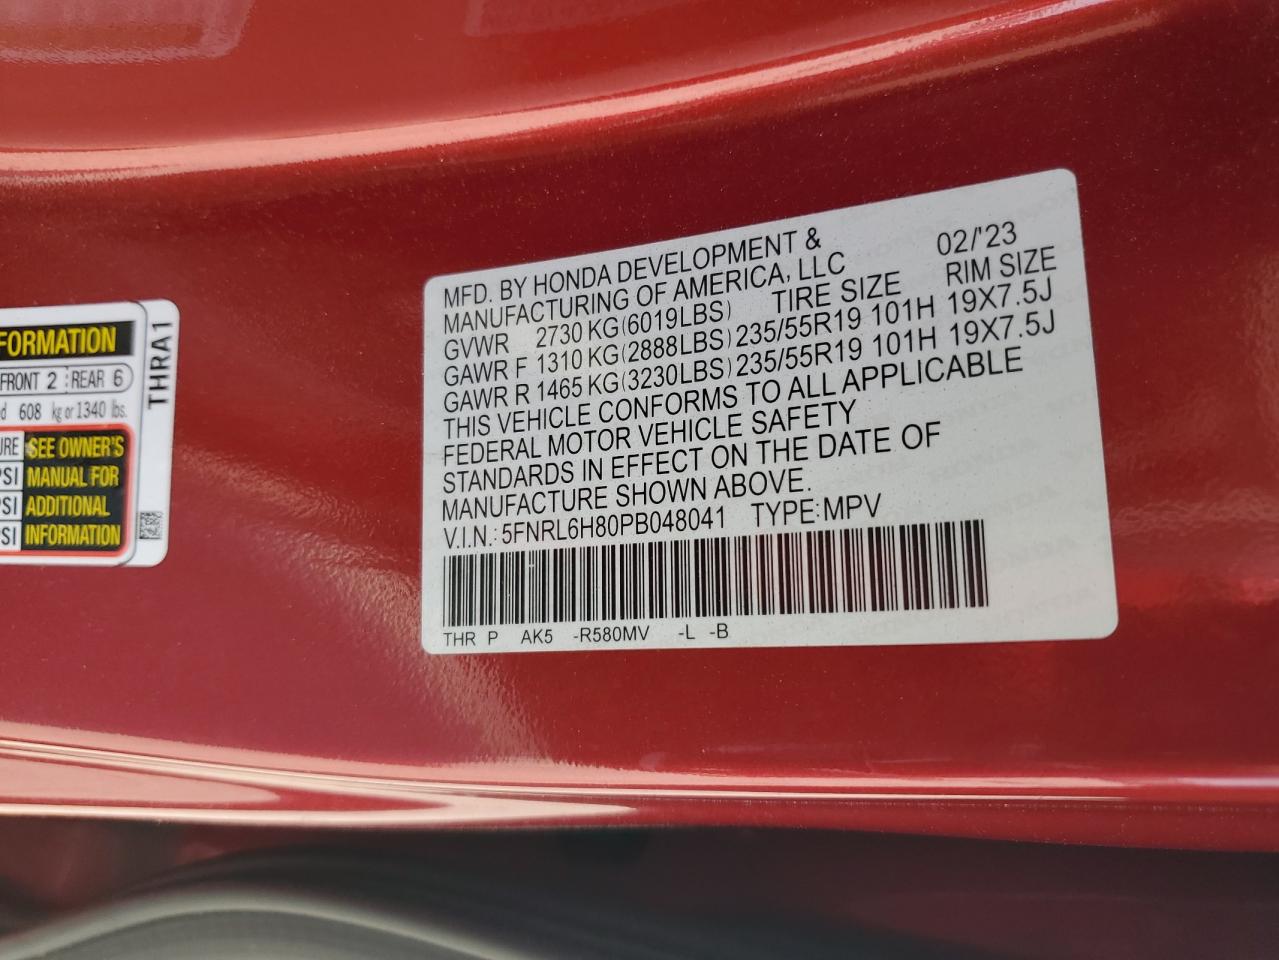 FORMATION
FRONT 2 REAR 6
608 kg or 1340 lbs.
SEE OWNER'S
PSI MANUAL FOR
PSI ADDITIONAL
PSI INFORMATION
THRA1
MFD. BY HONDA DEVELOPMENT & 02/'23
MANUFACTURING OF AMERICA, LLC
GVWR 2730 KG (6019LBS) TIRE SIZE RIM SIZE
GAWR F 1310 KG (2888LBS) 235/55R19 101H 19X7.5J
GAWR R 1465 KG (3230LBS) 235/55R19 101H 19X7.5J
THIS VEHICLE CONFORMS TO ALL APPLICABLE
FEDERAL MOTOR VEHICLE SAFETY
STANDARDS IN EFFECT ON THE DATE OF
MANUFACTURE SHOWN ABOVE.
V.I.N.: 5FNRL6H80PB048041 TYPE: MPV
THR P AK5 -R580MV -L -B